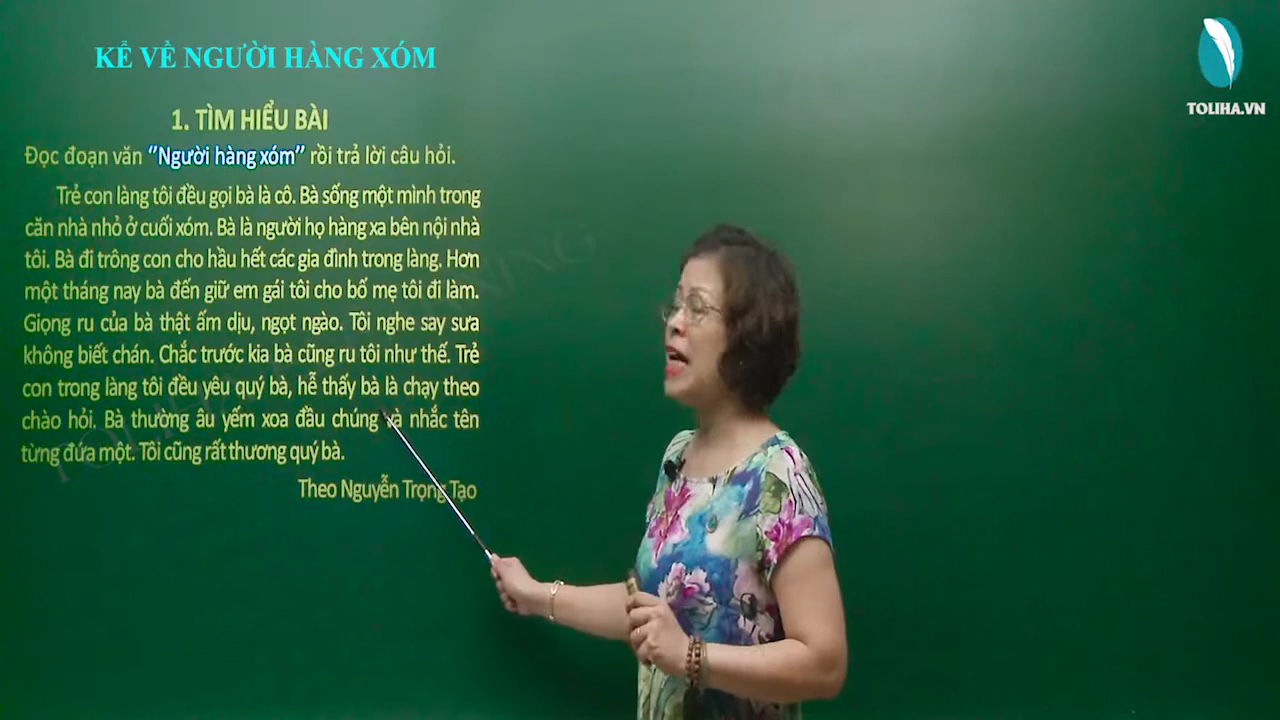 KỂ VỀ NGƯỜI HÀNG XÓM
TOLIHA.VN
1. TÌM HIỂU BÀI
Đọc đoạn văn “Người hàng xóm” rồi trả lời câu hỏi.
Trẻ con làng tôi đều gọi bà là cô. Bà sống một mình trong
căn nhà nhỏ ở cuối xóm. Bà là người họ hàng xa bên nội nhà
tôi. Bà đi trông con cho hầu hết các gia đình trong làng. Hơn
một tháng nay bà đến giữ em gái tôi cho bố mẹ tôi đi làm.
Giọng ru của bà thật ấm dịu, ngọt ngào. Tôi nghe say sưa
không biết chán. Chắc trước kia bà cũng ru tôi như thế. Trẻ
con trong làng tôi đều yêu quý bà, hễ thấy bà là chạy theo
chào hỏi. Bà thường âu yếm xoa đầu chúng và nhắc tên
từng đứa một. Tôi cũng rất thương quý bà.
Theo Nguyễn Trọng Tạo